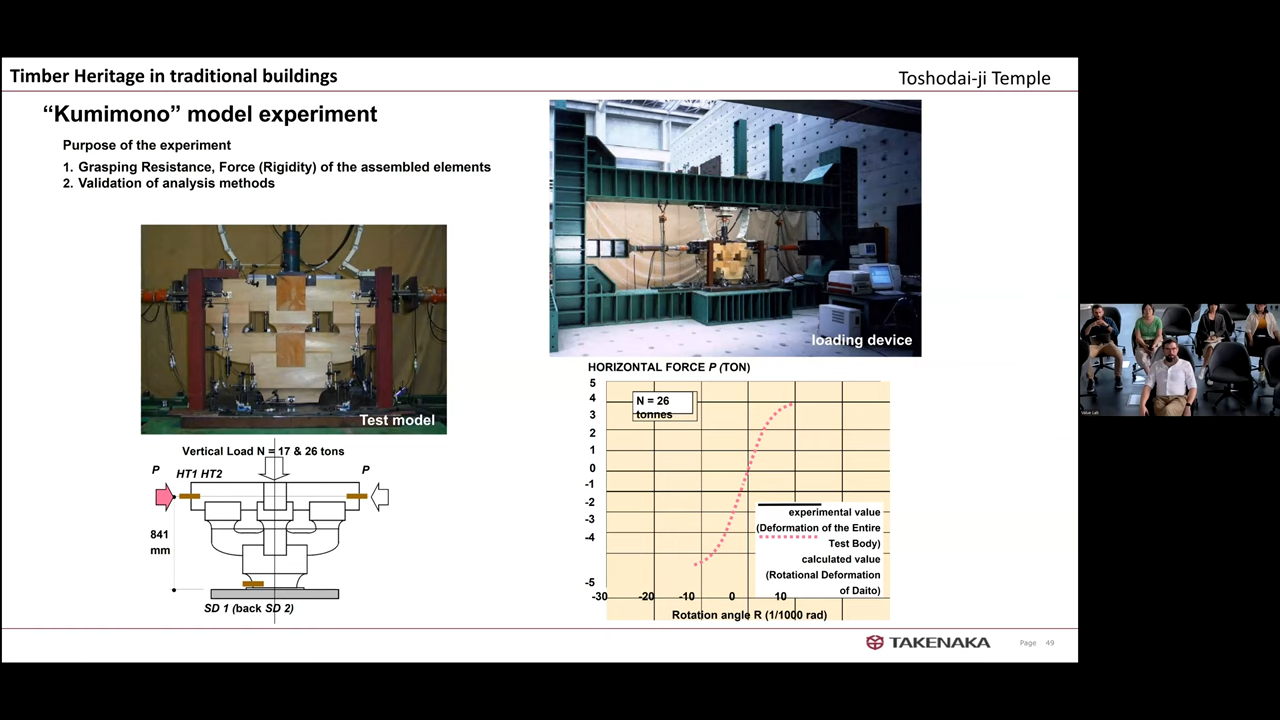 Timber Heritage in traditional buildings
Toshodai-ji Temple
“Kumimono” model experiment
Purpose of the experiment
1. Grasping Resistance, Force (Rigidity) of the assembled elements
2. Validation of analysis methods
Test model
loading device
Vertical Load N = 17 & 26 tons
P
HT1 HT2
P
841
mm
SD 1 (back SD 2)
HORIZONTAL FORCE P (TON)
5
4
3
2
1
0
-1
-2
-3
-4
-5
N = 26
tonnes
experimental value
(Deformation of the Entire
Test Body)
calculated value
(Rotational Deformation
of Daito)
-30 -20 -10 0 10
Rotation angle R (1/1000 rad)
TAKENAKA
Page 49
Value Lab